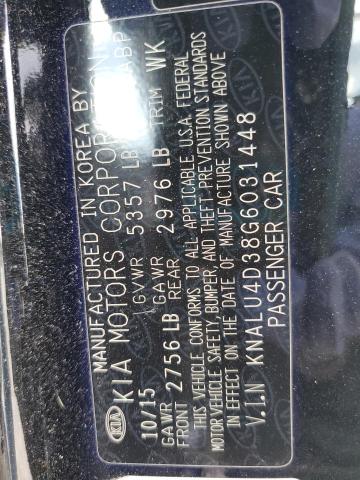 KIA
MANUFACTURED IN KOREA BY
KIA MOTORS CORPORATION
10/15 GVWR 5357 LB ABP
GAWR FRONT 2756 LB GAWR REAR 2976 LB TRIM WK
THIS VEHICLE CONFORMS TO ALL APPLICABLE U.S.A. FEDERAL
MOTOR VEHICLE SAFETY, BUMPER, AND THEFT PREVENTION STANDARDS
IN EFFECT ON THE DATE OF MANUFACTURE SHOWN ABOVE
V.I.N KNALU4D38G6031448
PASSENGER CAR